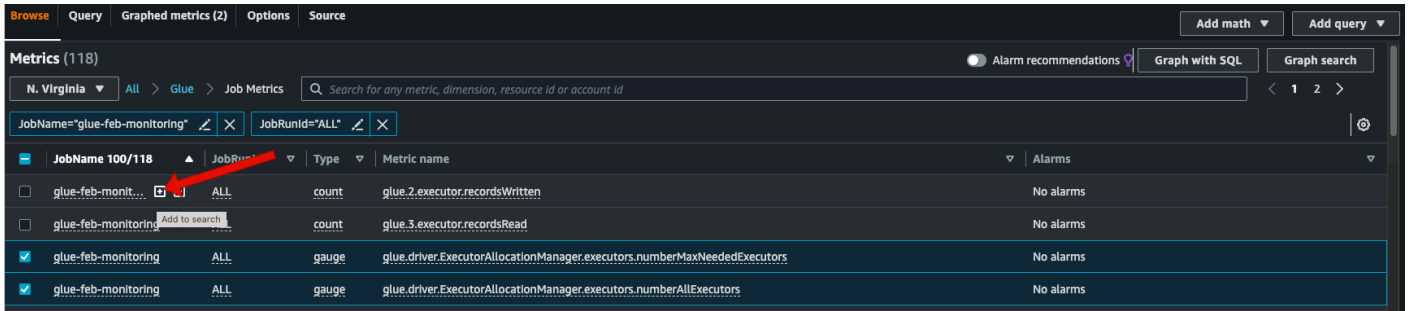 Browse Query Graphed metrics (2) Options Source Add math ▼ Add query ▼
Metrics (118) Alarm recommendations Graph with SQL Graph search
N. Virginia ▼ All > Glue > Job Metrics Search for any metric, dimension, resource id or account id < 1 2 >
JobName="glue-feb-monitoring" JobRunId="ALL"
JobName 100/118 Type Metric name Alarms
glue-feb-monit... ALL count glue.2.executor.recordsWritten No alarms
Add to search
glue-feb-monitoring count glue.3.executor.recordsRead No alarms
glue-feb-monitoring ALL gauge glue.driver.ExecutorAllocationManager.executors.numberMaxNeededExecutors No alarms
glue-feb-monitoring ALL gauge glue.driver.ExecutorAllocationManager.executors.numberAllExecutors No alarms